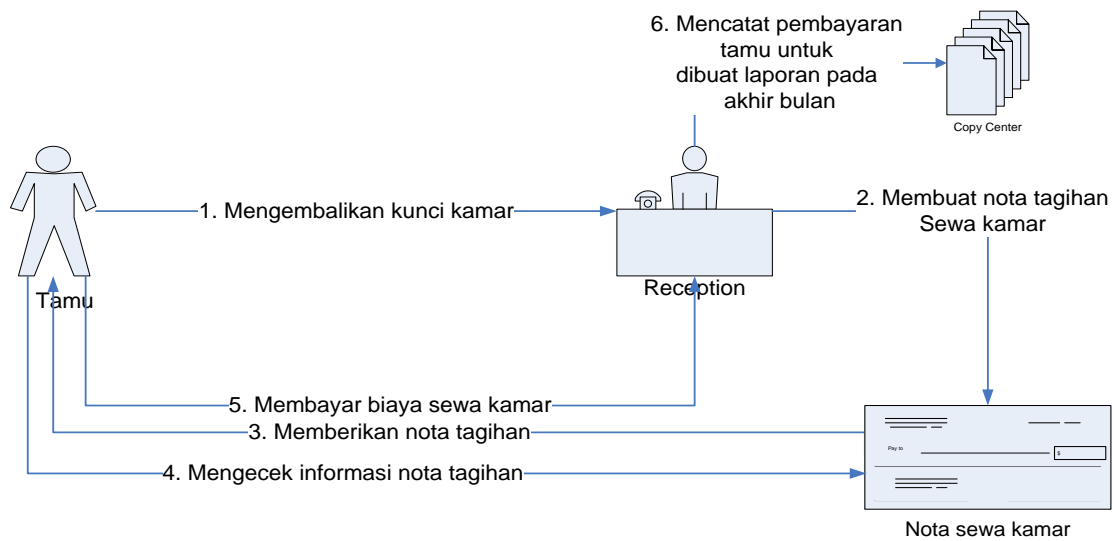 6. Mencatat pembayaran
tamu untuk
dibuat laporan pada
akhir bulan
Copy Center
1. Mengembalikan kunci kamar
2. Membuat nota tagihan
Sewa kamar
Tamu
Reception
5. Membayar biaya sewa kamar
3. Memberikan nota tagihan
4. Mengecek informasi nota tagihan
Pay to
$
Nota sewa kamar